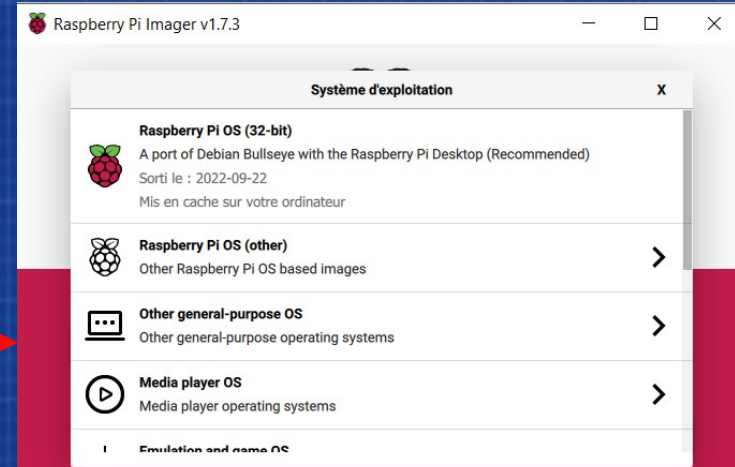 Raspberry Pi Imager v1.7.3
Système d'exploitation
X
Raspberry Pi OS (32-bit)
A port of Debian Bullseye with the Raspberry Pi Desktop (Recommended)
Sorti le : 2022-09-22
Mis en cache sur votre ordinateur
Raspberry Pi OS (other)
Other Raspberry Pi OS based images
Other general-purpose OS
Other general-purpose operating systems
Media player OS
Media player operating systems
Emulation and game OS